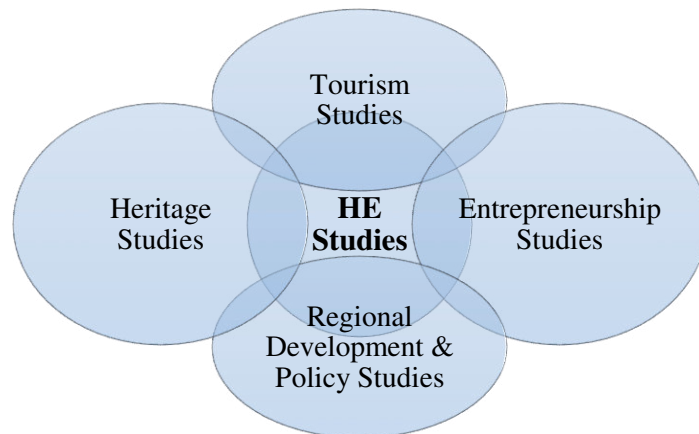 Tourism
Studies
Heritage
Studies
HE
Studies
Entrepreneurship
Studies
Regional
Development &
Policy Studies